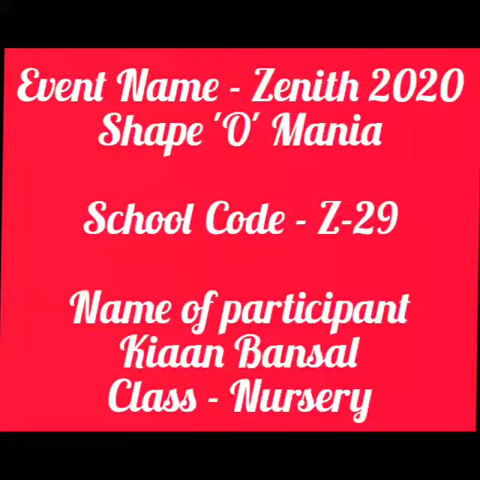 Event Name - Zenith 2020
Shape 'O' Mania
School Code - Z-29
Name of participant
Kiaan Bansal
Class - Nursery